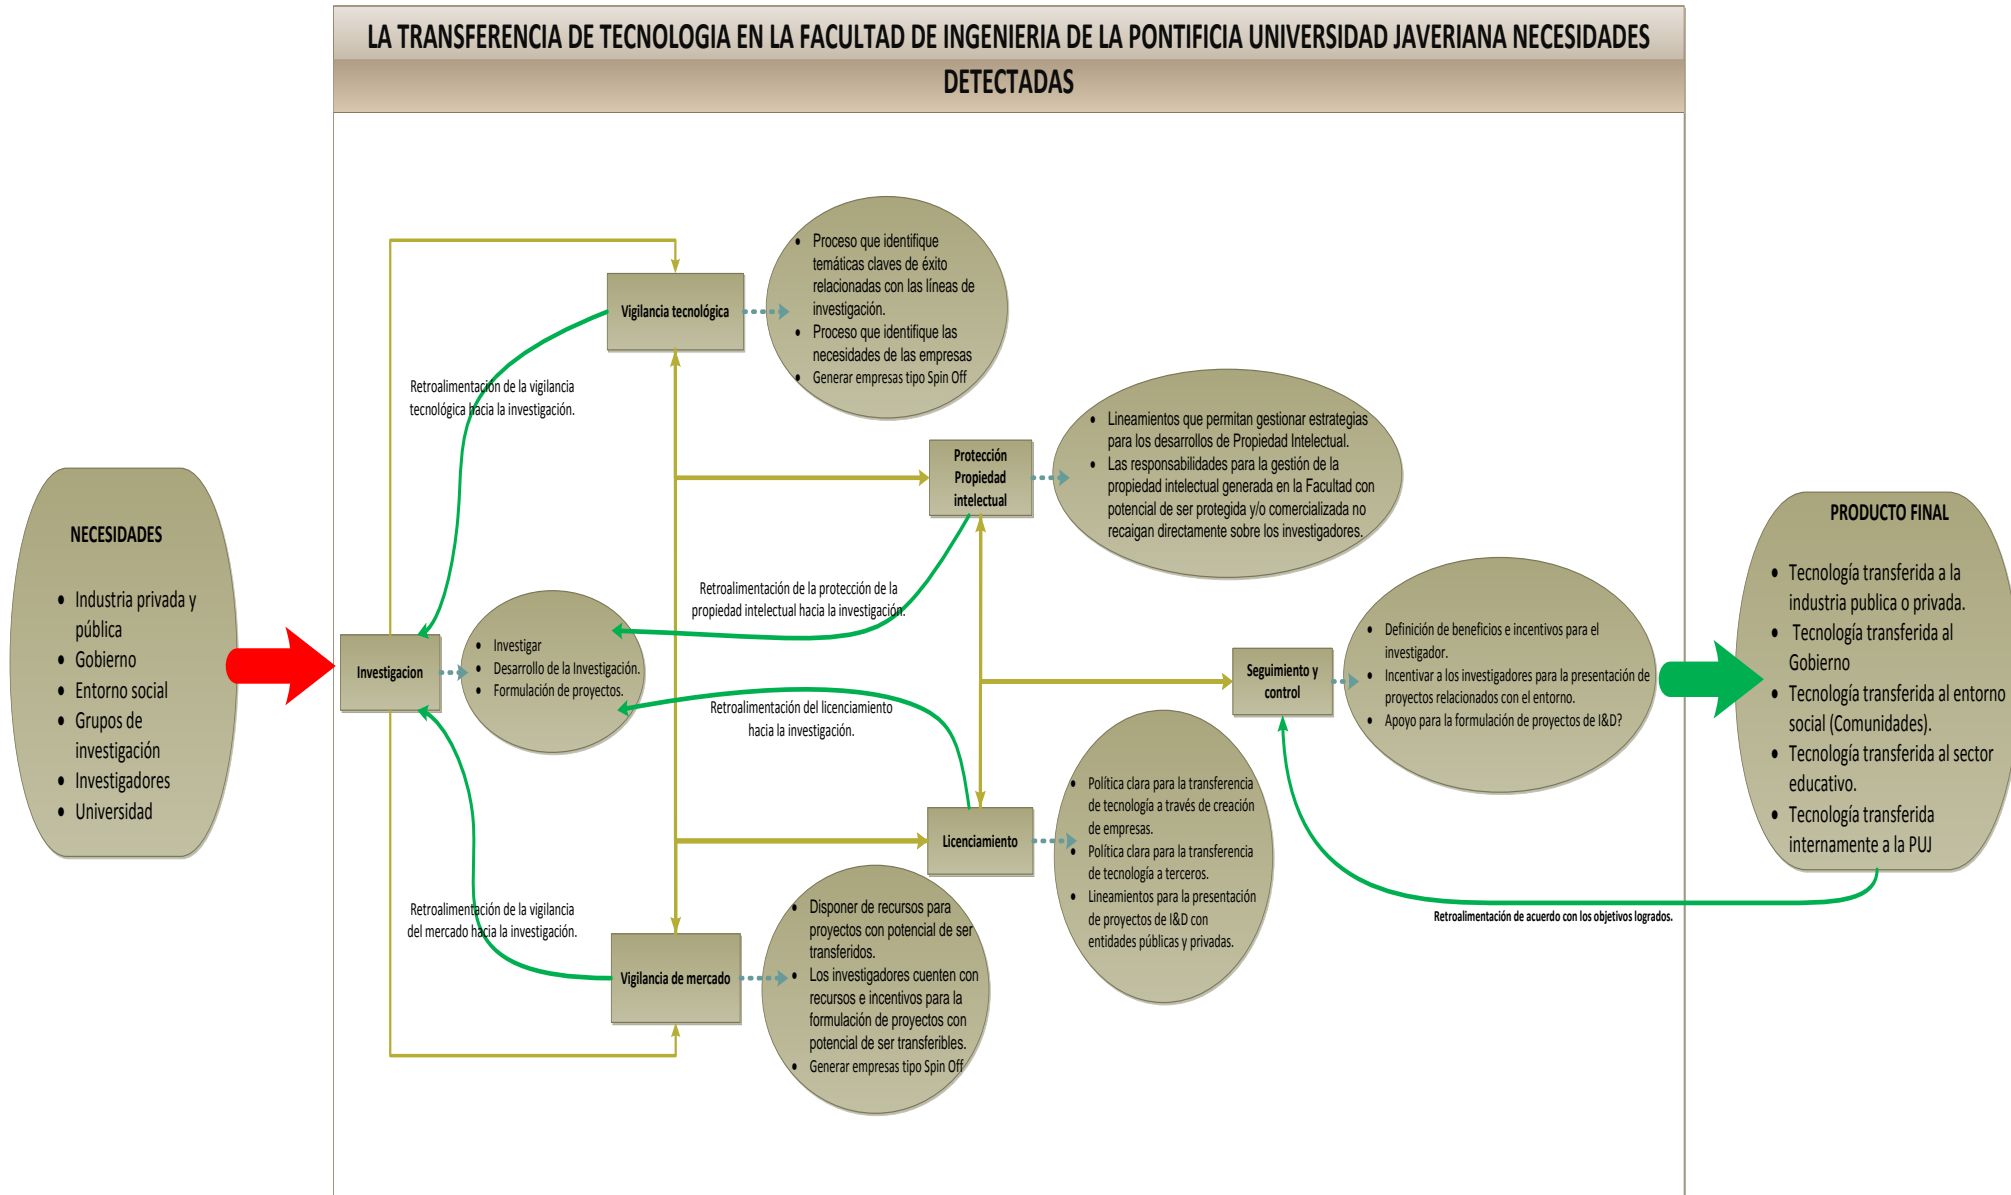 LA TRANSFERENCIA DE TECNOLOGIA EN LA FACULTAD DE INGENIERIA DE LA PONTIFICIA UNIVERSIDAD JAVERIANA NECESIDADES
DETECTADAS
NECESIDADES
• Industria privada y
pública
• Gobierno
• Entorno social
• Grupos de
investigación
• Investigadores
• Universidad
Investigacion
• Investigar
• Desarrollo de la Investigación.
• Formulación de proyectos.
Vigilancia tecnológica
• Proceso que identifique
temáticas claves de éxito
relacionadas con las líneas de
investigación.
• Proceso que identifique las
necesidades de las empresas
• Generar empresas tipo Spin Off
Retroalimentación de la vigilancia
tecnológica hacia la investigación.
Protección
Propiedad
intelectual
• Lineamientos que permitan gestionar estrategias
para los desarrollos de Propiedad Intelectual.
• Las responsabilidades para la gestión de la
propiedad intelectual generada en la Facultad con
potencial de ser protegida y/o comercializada no
recaigan directamente sobre los investigadores.
Retroalimentación de la protección de la
propiedad intelectual hacia la investigación.
Retroalimentación del licenciamiento
hacia la investigación.
Licenciamiento
• Política clara para la transferencia
de tecnología a través de creación
de empresas.
• Política clara para la transferencia
de tecnología a terceros.
• Lineamientos para la presentación
de proyectos de I&D con
entidades públicas y privadas.
Retroalimentación de la vigilancia
del mercado hacia la investigación.
Vigilancia de mercado
• Disponer de recursos para
proyectos con potencial de ser
transferidos.
• Los investigadores cuenten con
recursos e incentivos para la
formulación de proyectos con
potencial de ser transferibles.
• Generar empresas tipo Spin Off
Seguimiento y
control
• Definición de beneficios e incentivos para el
investigador.
• Incentivar a los investigadores para la presentación de
proyectos relacionados con el entorno.
• Apoyo para la formulación de proyectos de I&D?
PRODUCTO FINAL
• Tecnología transferida a la
industria publica o privada.
• Tecnología transferida al
Gobierno
• Tecnología transferida al entorno
social (Comunidades).
• Tecnología transferida al sector
educativo.
• Tecnología transferida
internamente a la PUJ
Retroalimentación de acuerdo con los objetivos logrados.